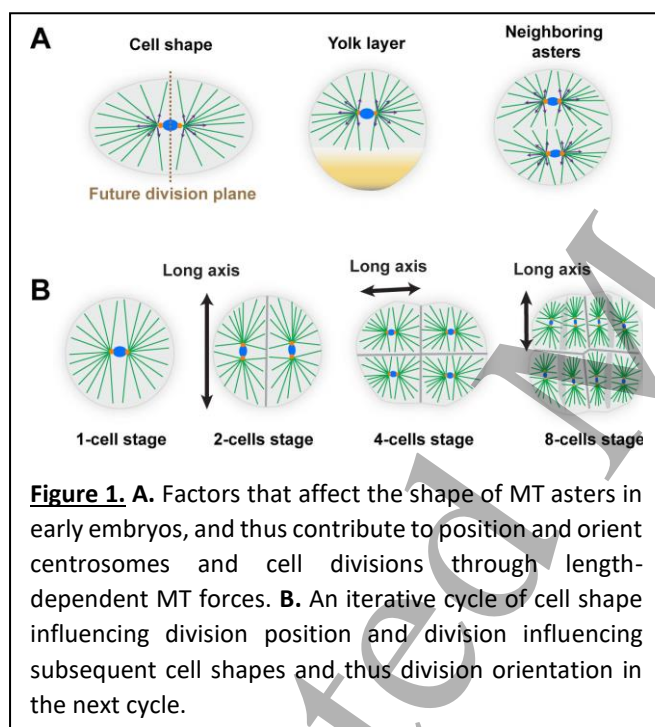 A
Cell shape
Yolk layer
Neighboring
asters
Future division plane
B
Long axis
Long axis
Long axis
1-cell stage
2-cells stage
4-cells stage
8-cells stage
Figure 1. A. Factors that affect the shape of MT asters in
early embryos, and thus contribute to position and orient
centrosomes and cell divisions through length-
dependent MT forces. B. An iterative cycle of cell shape
influencing division position and division influencing
subsequent cell shapes and thus division orientation in
the next cycle.